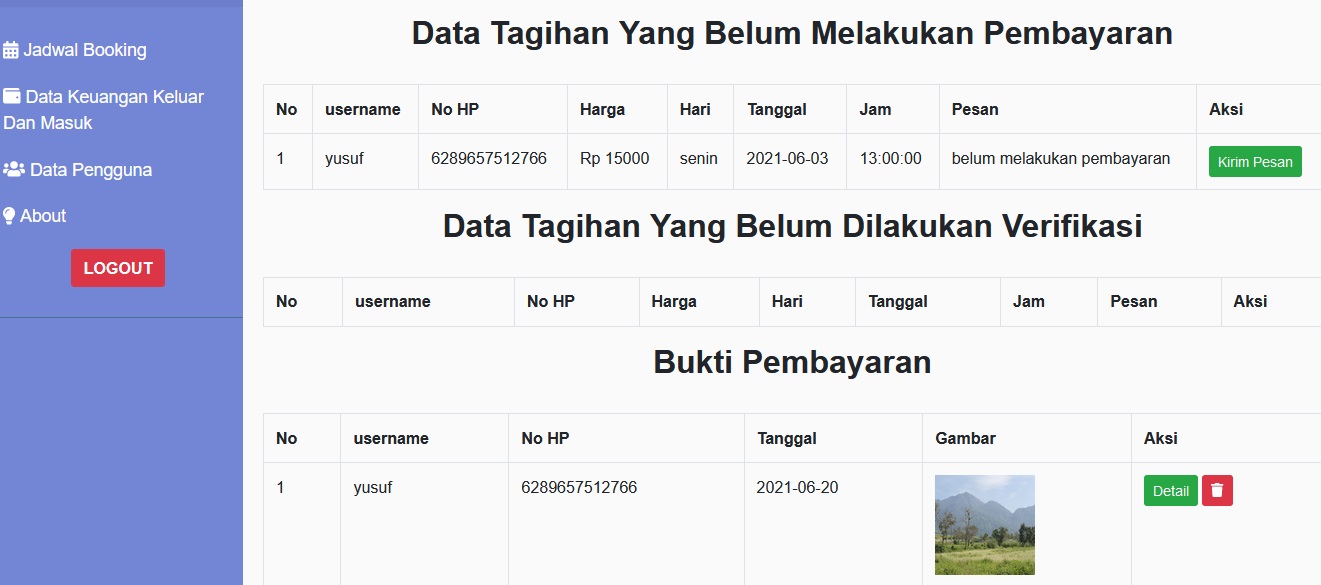 Jadwal Booking
Data Keuangan Keluar
Dan Masuk
Data Pengguna
About
LOGOUT
Data Tagihan Yang Belum Melakukan Pembayaran
No username No HP Harga Hari Tanggal Jam Pesan Aksi
1 yusuf 6289657512766 Rp 15000 senin 2021-06-03 13:00:00 belum melakukan pembayaran Kirim Pesan
Data Tagihan Yang Belum Dilakukan Verifikasi
No username No HP Harga Hari Tanggal Jam Pesan Aksi
Bukti Pembayaran
No username No HP Tanggal Gambar Aksi
1 yusuf 6289657512766 2021-06-20 Detail